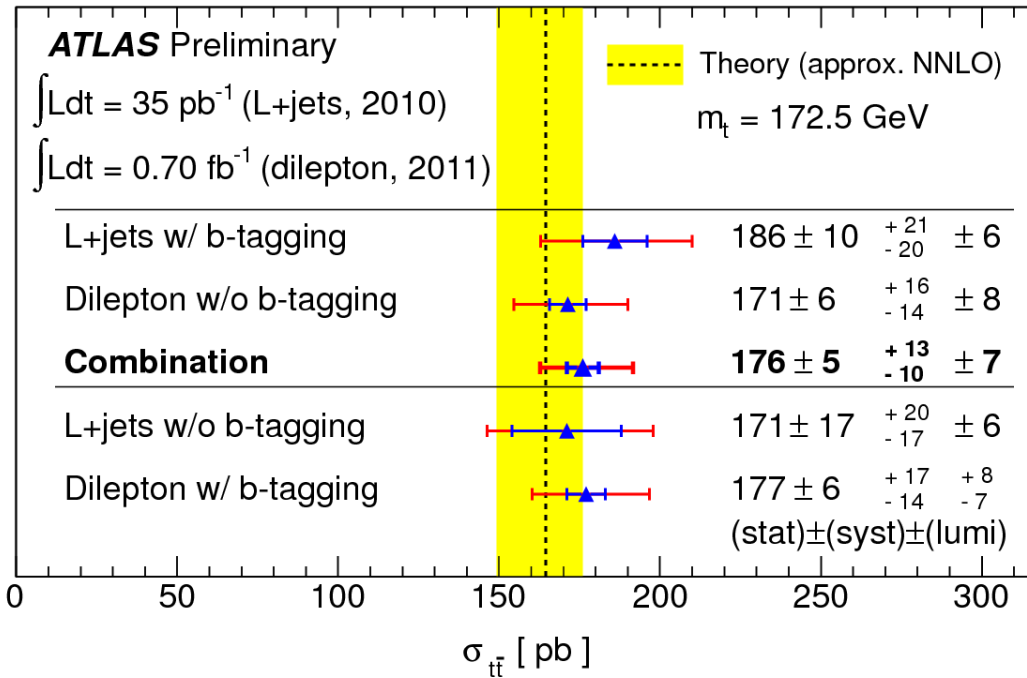 ATLAS Preliminary
∫Ldt = 35 pb⁻¹ (L+jets, 2010)
∫Ldt = 0.70 fb⁻¹ (dilepton, 2011)
Theory (approx. NNLO)
mₜ = 172.5 GeV
L+jets w/ b-tagging 186 ± 10 + 21 - 20 ± 6
Dilepton w/o b-tagging 171 ± 6 + 16 - 14 ± 8
Combination 176 ± 5 + 13 - 10 ± 7
L+jets w/o b-tagging 171 ± 17 + 20 - 17 ± 6
Dilepton w/ b-tagging 177 ± 6 + 17 - 14 + 8 - 7
(stat)±(syst)±(lumi)
0 50 100 150 200 250 300
σ tt̄ [ pb ]